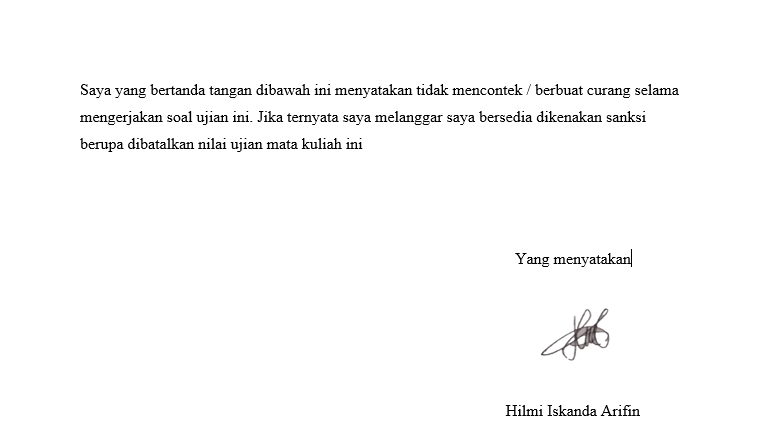 Saya yang bertanda tangan dibawah ini menyatakan tidak mencontek / berbuat curang selama
mengerjakan soal ujian ini. Jika ternyata saya melanggar saya bersedia dikenakan sanksi
berupa dibatalkan nilai ujian mata kuliah ini
Yang menyatakan
Hilmi Iskanda Arifin